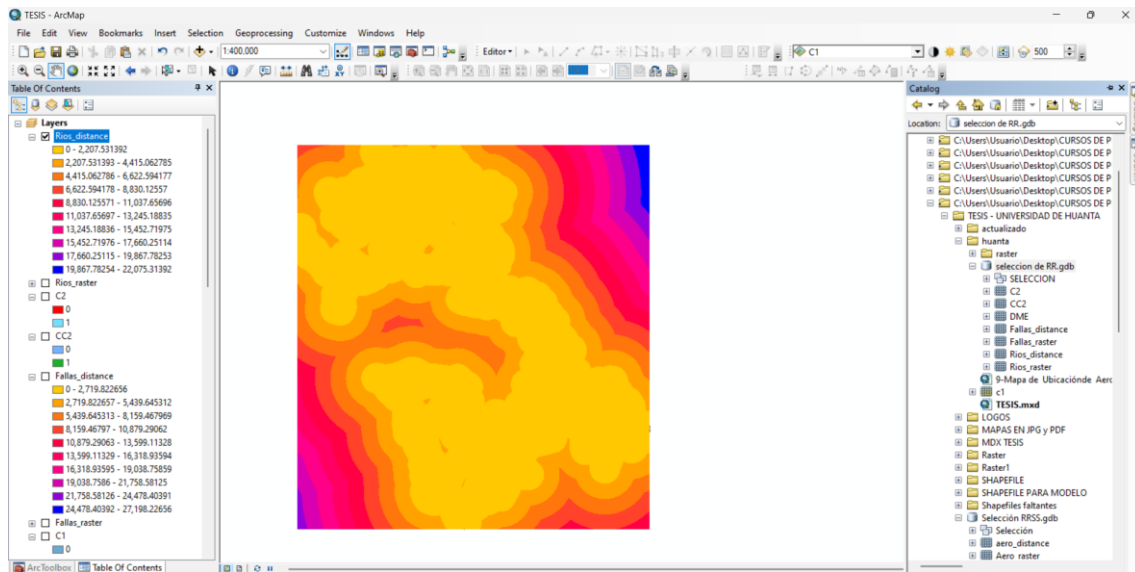 TESIS - ArcMap
File Edit View Bookmarks Insert Selection Geoprocessing Customize Windows Help
1:400.000
Editor
C1
500
Table Of Contents
Layers
Rios_distance
0 - 2,207.531392
2,207.531393 - 4,415.062785
4,415.062786 - 6,622.594177
6,622.594178 - 8,830.12557
8,830.125571 - 11,037.65696
11,037.65697 - 13,245.18835
13,245.18836 - 15,452.71975
15,452.71976 - 17,660.25114
17,660.25115 - 19,867.78253
19,867.78254 - 22,075.31392
Rios_raster
C2
0
1
CC2
0
1
Fallas_distance
0 - 2,719.822656
2,719.822657 - 5,439.645312
5,439.645313 - 8,159.467969
8,159.46797 - 10,879.29062
10,879.29063 - 13,599.11328
13,599.11329 - 16,318.93594
16,318.93595 - 19,038.75859
19,038.7586 - 21,758.58125
21,758.58126 - 24,478.40391
24,478.40392 - 27,198.22656
Fallas_raster
C1
0
ArcToolbox Table Of Contents
Catalog
Location: seleccion de RR.gdb
C:\Users\Usuario\Desktop\CURSOS DE P
C:\Users\Usuario\Desktop\CURSOS DE P
C:\Users\Usuario\Desktop\CURSOS DE P
C:\Users\Usuario\Desktop\CURSOS DE P
C:\Users\Usuario\Desktop\CURSOS DE P
C:\Users\Usuario\Desktop\CURSOS DE P
TESIS - UNIVERSIDAD DE HUANTA
actualizado
huanta
raster
seleccion de RR.gdb
SELECCION
C2
CC2
DME
Fallas_distance
Fallas_raster
Rios_distance
Rios_raster
9-Mapa de Ubicaciónde Aero
c1
TESIS.mxd
LOGOS
MAPAS EN JPG y PDF
MDX TESIS
Raster
Raster1
SHAPEFILE
SHAPEFILE PARA MODELO
Shapefiles faltantes
Selección RRSS.gdb
Selección
aero_distance
Aero raster